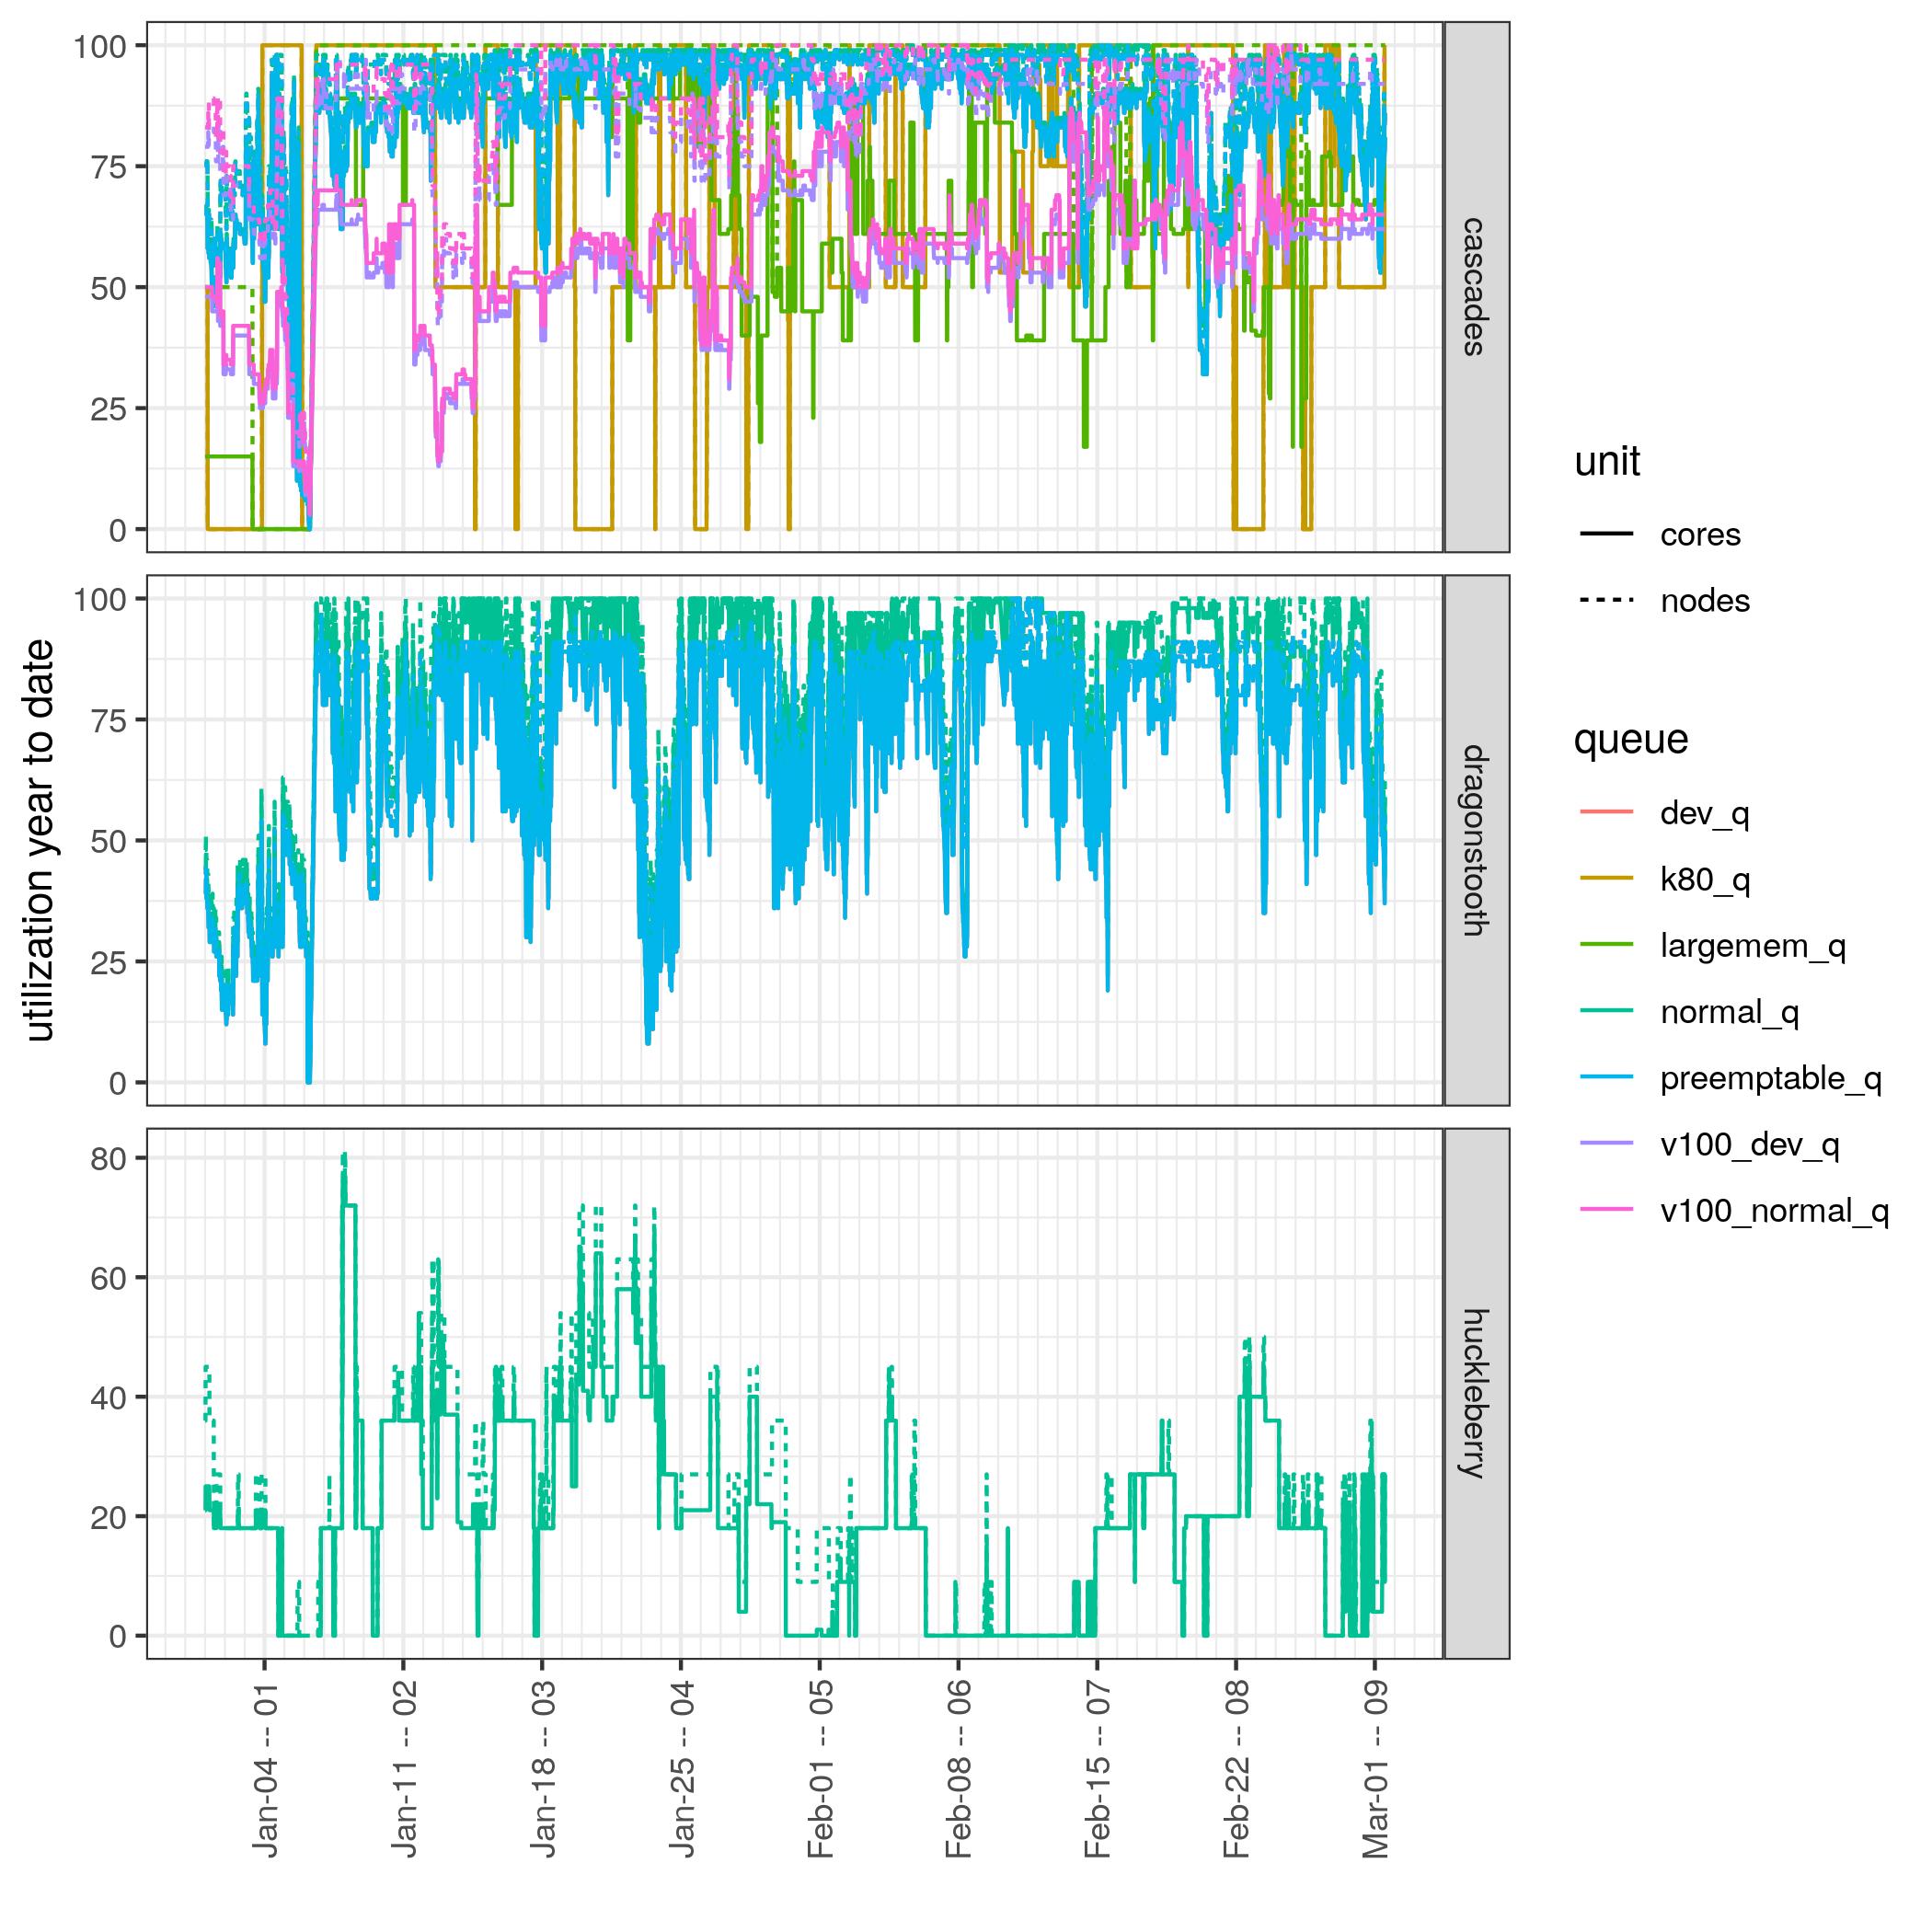 utilization year to date
100
75
50
25
0
cascades
100
75
50
25
0
dragonstooth
80
60
40
20
0
huckleberry
Jan-04 -- 01
Jan-11 -- 02
Jan-18 -- 03
Jan-25 -- 04
Feb-01 -- 05
Feb-08 -- 06
Feb-15 -- 07
Feb-22 -- 08
Mar-01 -- 09
unit
cores
nodes
queue
dev_q
k80_q
largemem_q
normal_q
preemptable_q
v100_dev_q
v100_normal_q